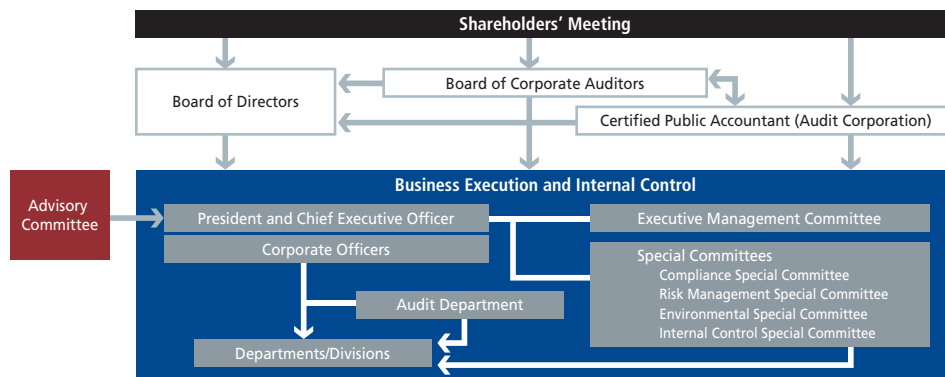 Shareholders’ Meeting
Board of Directors
Board of Corporate Auditors
Certified Public Accountant (Audit Corporation)
Advisory
Committee
Business Execution and Internal Control
President and Chief Executive Officer
Executive Management Committee
Corporate Officers
Special Committees
Compliance Special Committee
Risk Management Special Committee
Environmental Special Committee
Internal Control Special Committee
Audit Department
Departments/Divisions